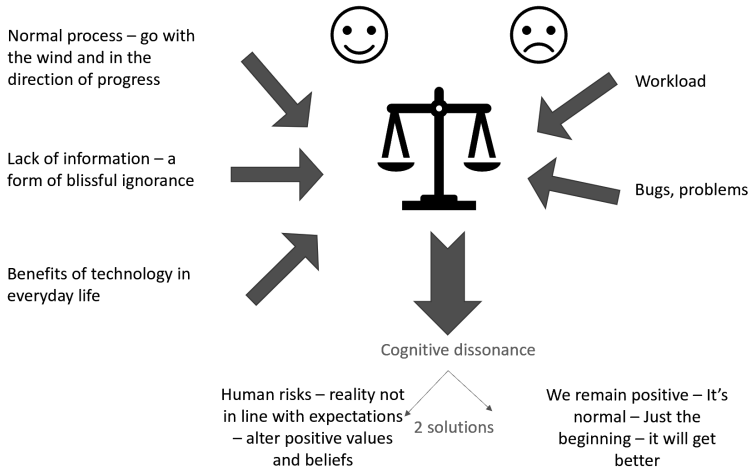 Normal process – go with
the wind and in the
direction of progress
Workload
Lack of information – a
form of blissful ignorance
Bugs, problems
Benefits of technology in
everyday life
Cognitive dissonance
Human risks – reality not
in line with expectations
– alter positive values
and beliefs
2 solutions
We remain positive – It’s
normal – Just the
beginning – it will get
better